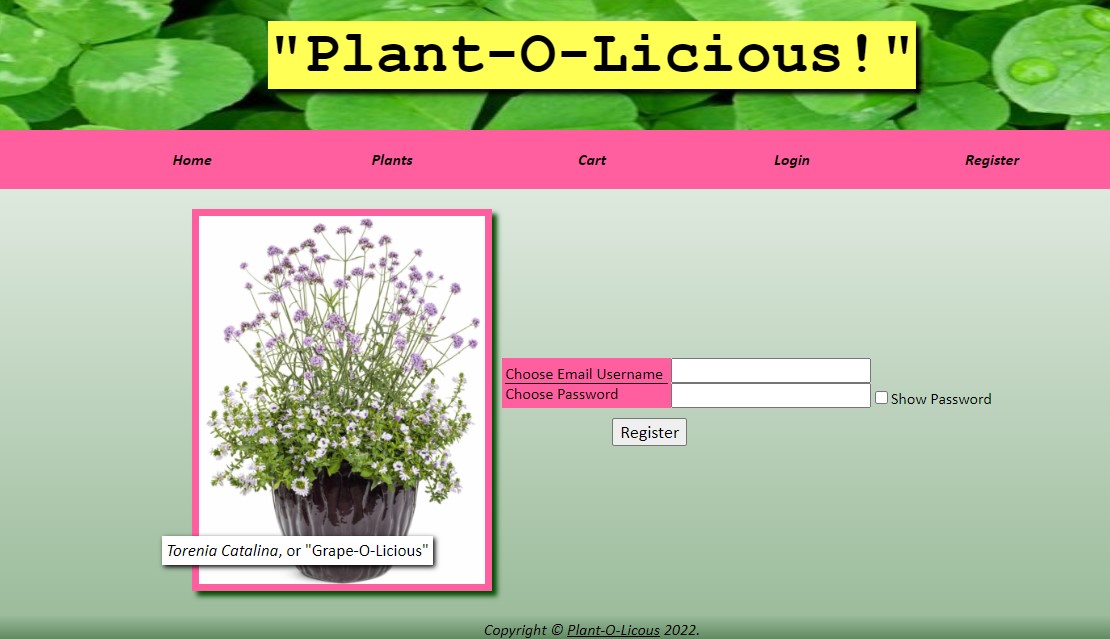 "Plant-O-Licious!"
Home Plants Cart Login Register
Choose Email Username
Choose Password
Show Password
Register
Torenia Catalina, or "Grape-O-Licious"
Copyright © Plant-O-Licous 2022.